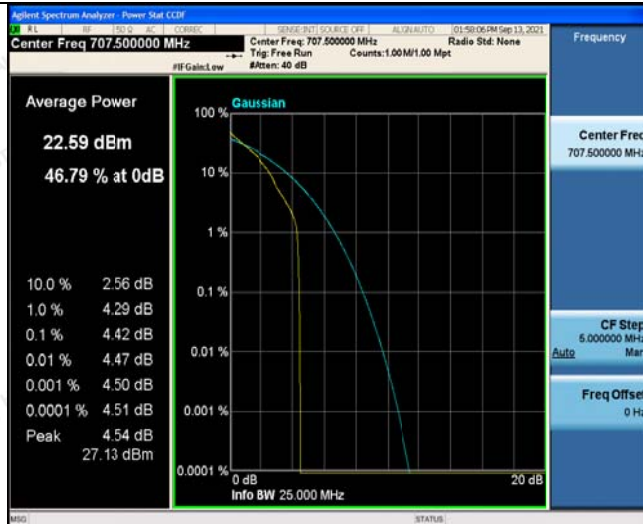 Agilent Spectrum Analyzer - Power Stat CCDF
RL RF 50 Ω AC CORREC SENSE:INT SOURCE OFF ALIGN AUTO 01:58:06 PM Sep 13, 2021
Center Freq 707.500000 MHz
Center Freq: 707.500000 MHz Radio Std: None
Trig: Free Run Counts:1.00 M/1.00 Mpt
#IFGain:Low #Atten: 40 dB
Frequency
Average Power
22.59 dBm
46.79 % at 0dB
10.0 % 2.56 dB
1.0 % 4.29 dB
0.1 % 4.42 dB
0.01 % 4.47 dB
0.001 % 4.50 dB
0.0001 % 4.51 dB
Peak 4.54 dB
27.13 dBm
Gaussian
100 %
10 %
1 %
0.1 %
0.01 %
0.001 %
0.0001 %
0 dB 20 dB
Info BW 25.000 MHz
Center Freq
707.500000 MHz
CF Step
5.000000 MHz
Auto Man
Freq Offset
0 Hz
MSG STATUS